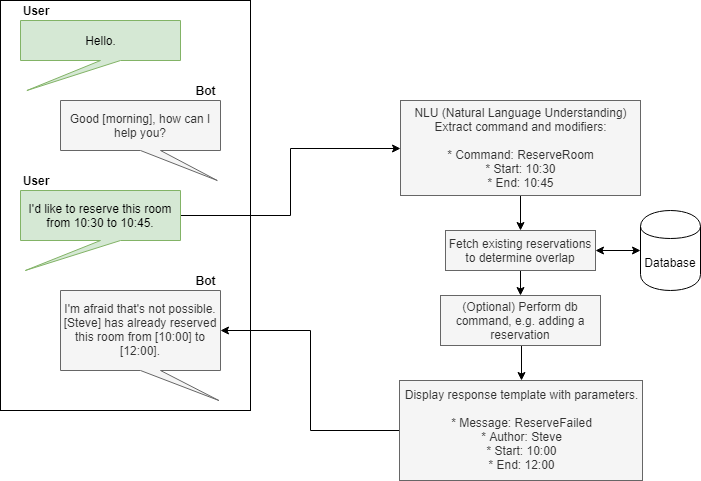 User
Hello.
Bot
Good [morning], how can I
help you?
User
I'd like to reserve this room
from 10:30 to 10:45.
Bot
I'm afraid that's not possible.
[Steve] has already reserved
this room from [10:00] to
[12:00].
NLU (Natural Language Understanding)
Extract command and modifiers:
* Command: ReserveRoom
* Start: 10:30
* End: 10:45
Fetch existing reservations
to determine overlap
Database
(Optional) Perform db
command, e.g. adding a
reservation
Display response template with parameters.
* Message: ReserveFailed
* Author: Steve
* Start: 10:00
* End: 12:00